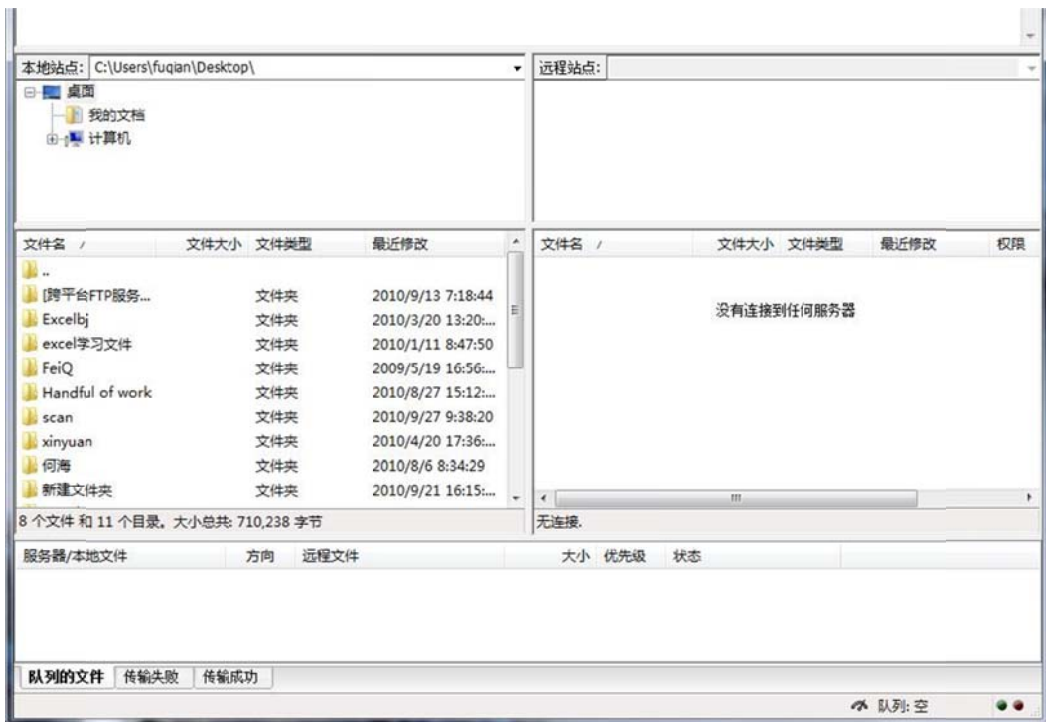 本地站点: C:\Users\fuqian\Desktop\
桌面
我的文档
计算机
远程站点:
文件名 / 文件大小 文件类型 最近修改
..
[跨平台FTP服务... 文件夹 2010/9/13 7:18:44
Excelbj 文件夹 2010/3/20 13:20:...
excel学习文件 文件夹 2010/1/11 8:47:50
FeiQ 文件夹 2009/5/19 16:56:...
Handful of work 文件夹 2010/8/27 15:12:...
scan 文件夹 2010/9/27 9:38:20
xinyuan 文件夹 2010/4/20 17:36:...
何海 文件夹 2010/8/6 8:34:29
新建文件夹 文件夹 2010/9/21 16:15:...
8 个文件 和 11 个目录。大小总共: 710,238 字节
文件名 / 文件大小 文件类型 最近修改 权限
没有连接到任何服务器
无连接.
服务器/本地文件 方向 远程文件 大小 优先级 状态
队列的文件 传输失败 传输成功
队列: 空